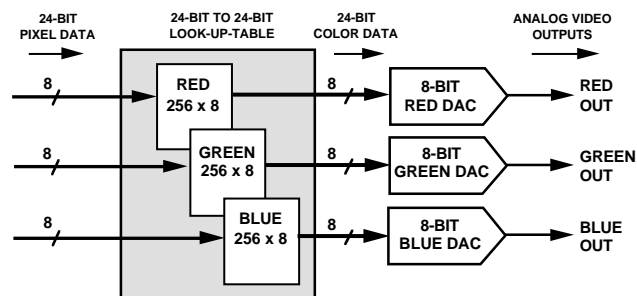 24-BIT
PIXEL DATA
24-BIT TO 24-BIT
LOOK-UP-TABLE
24-BIT
COLOR DATA
ANALOG VIDEO
OUTPUTS
8
RED
256 x 8
8
8-BIT
RED DAC
RED
OUT
8
GREEN
256 x 8
8
8-BIT
GREEN DAC
GREEN
OUT
8
BLUE
256 x 8
8
8-BIT
BLUE DAC
BLUE
OUT